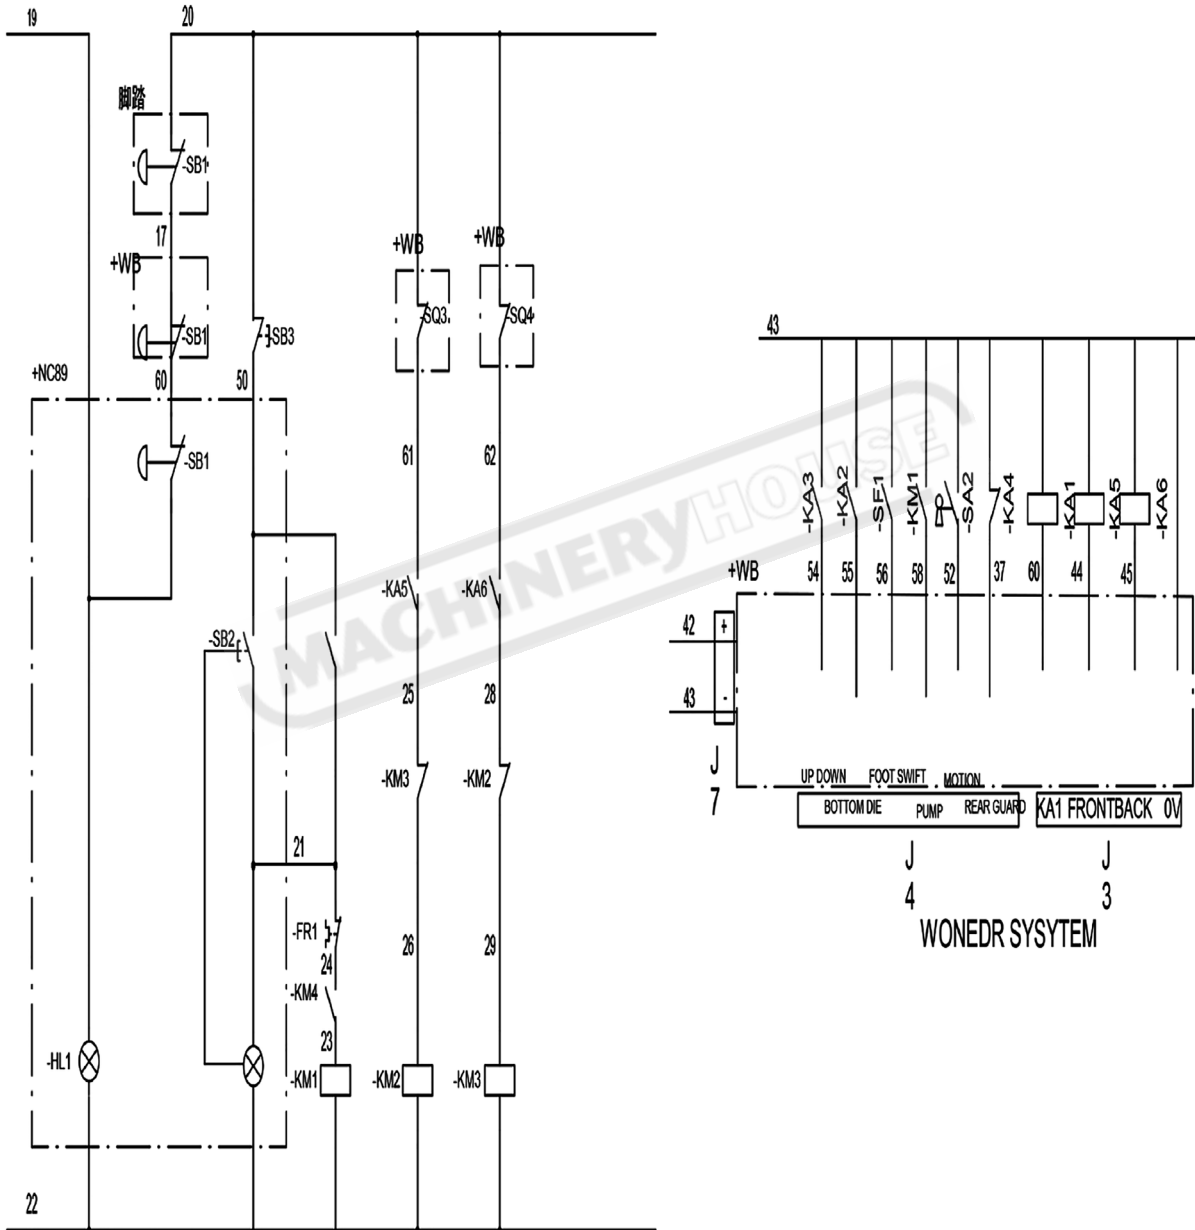 19
20
脚踏
-SB1
17
+WB
-SB1
-SB3
+NC89
60
50
-SB1
+WB
+WB
-SQ3
-SQ4
61
62
-KA5
-KA6
-SB2
25
28
-KM3
-KM2
21
-FR1
24
26
29
-KM4
23
-HL1
-KM1
-KM2
-KM3
22
43
-KA3
-KA2
-SF1
-KM1
-SA2
-KA4
-KA1
-KA5
-KA6
+WB
54
55
56
58
52
37
60
44
45
42
+
43
-
J
7
UP DOWN
FOOT SWIFT
MOTION
BOTTOM DIE
PUMP
REAR GUARD
KA1 FRONTBACK 0V
J
4
J
3
WONEDR SYSYTEM
MACHINERYHOUSE